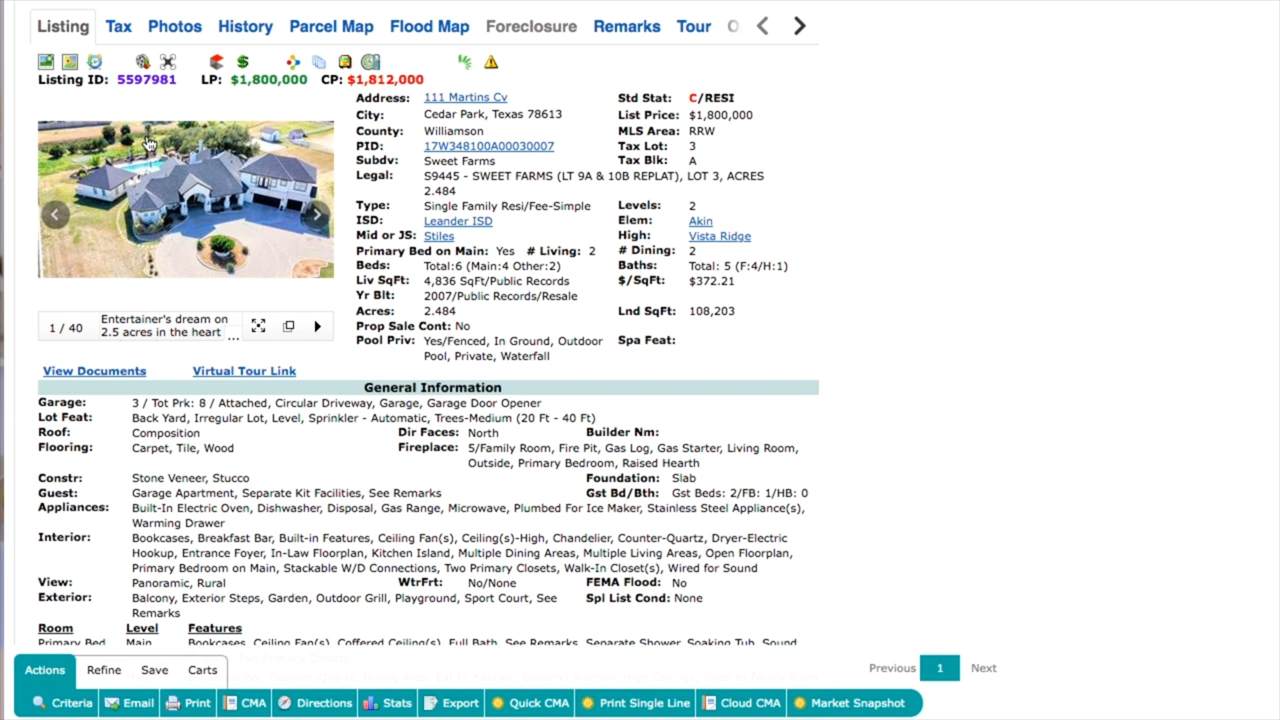 Listing Tax Photos History Parcel Map Flood Map Foreclosure Remarks Tour
Listing ID: 5597981 LP: $1,800,000 CP: $1,812,000
Address: 111 Martins Cv Std Stat: C/RESI
City: Cedar Park, Texas 78613 List Price: $1,800,000
County: Williamson MLS Area: RRW
PID: 17W348100A00030007 Tax Lot: 3
Subdv: Sweet Farms Tax Blk: A
Legal: S9445 - SWEET FARMS (LT 9A & 10B REPLAT), LOT 3, ACRES
2.484
Type: Single Family Resi/Fee-Simple Levels: 2
ISD: Leander ISD Elem: Akin
Mid or JS: Stiles High: Vista Ridge
Primary Bed on Main: Yes # Living: 2 # Dining: 2
Beds: Total:6 (Main:4 Other:2) Baths: Total: 5 (F:4/H:1)
Liv SqFt: 4,836 SqFt/Public Records $/SqFt: $372.21
Yr Blt: 2007/Public Records/Resale
Acres: 2.484 Lnd SqFt: 108,203
Prop Sale Cont: No
Pool Priv: Yes/Fenced, In Ground, Outdoor Spa Feat:
Pool, Private, Waterfall
1 / 40 Entertainer's dream on
2.5 acres in the heart ...
View Documents Virtual Tour Link
General Information
Garage: 3 / Tot Prk: 8 / Attached, Circular Driveway, Garage, Garage Door Opener
Lot Feat: Back Yard, Irregular Lot, Level, Sprinkler - Automatic, Trees-Medium (20 Ft - 40 Ft)
Roof: Composition Dir Faces: North Builder Nm:
Flooring: Carpet, Tile, Wood Fireplace: 5/Family Room, Fire Pit, Gas Log, Gas Starter, Living Room,
Outside, Primary Bedroom, Raised Hearth
Constr: Stone Veneer, Stucco Foundation: Slab
Guest: Garage Apartment, Separate Kit Facilities, See Remarks Gst Bd/Bth: Gst Beds: 2/FB: 1/HB: 0
Appliances: Built-In Electric Oven, Dishwasher, Disposal, Gas Range, Microwave, Plumbed For Ice Maker, Stainless Steel Appliance(s),
Warming Drawer
Interior: Bookcases, Breakfast Bar, Built-in Features, Ceiling Fan(s), Ceiling(s)-High, Chandelier, Counter-Quartz, Dryer-Electric
Hookup, Entrance Foyer, In-Law Floorplan, Kitchen Island, Multiple Dining Areas, Multiple Living Areas, Open Floorplan,
Primary Bedroom on Main, Stackable W/D Connections, Two Primary Closets, Walk-In Closet(s), Wired for Sound
View: Panoramic, Rural WtrFrt: No/None FEMA Flood: No
Exterior: Balcony, Exterior Steps, Garden, Outdoor Grill, Playground, Sport Court, See Spl List Cond: None
Remarks
Room Level Features
Primary Bed Main Bookcases, Ceiling Fan(s), Coffered Ceiling(s), Full Bath, See Remarks, Separate Shower, Soaking Tub, Sound
Actions Refine Save Carts Previous 1 Next
Criteria Email Print CMA Directions Stats Export Quick CMA Print Single Line Cloud CMA Market Snapshot